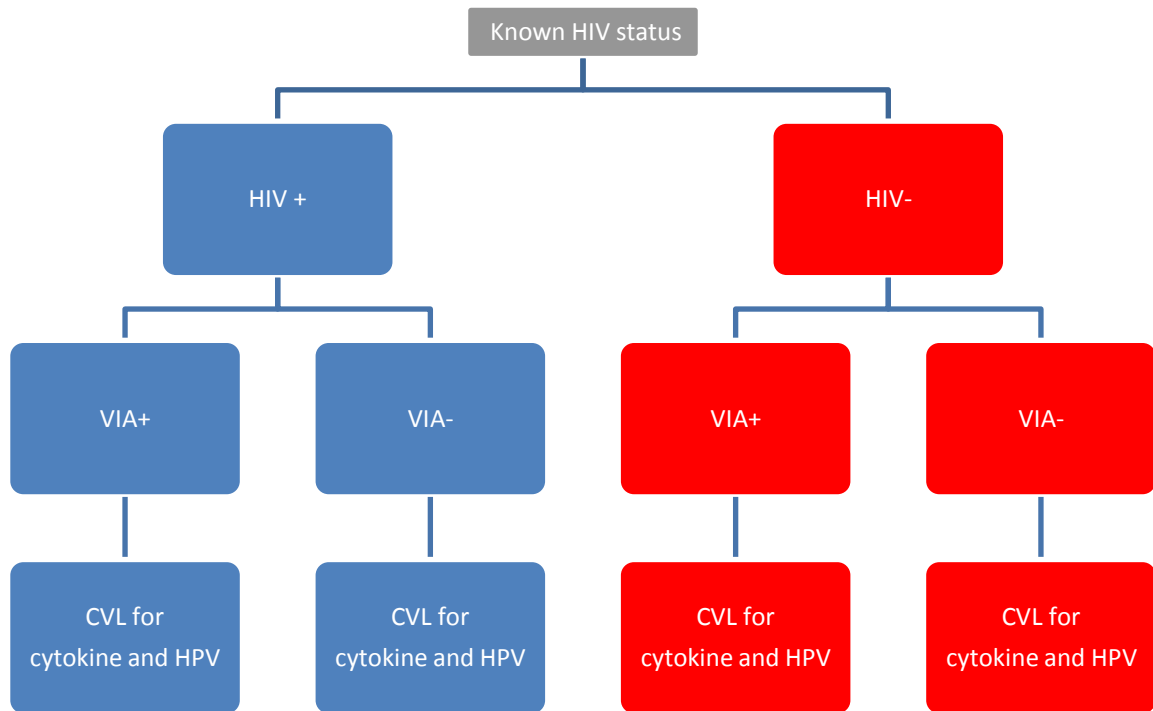 Known HIV status
HIV +
HIV-
VIA+
VIA-
VIA+
VIA-
CVL for
cytokine and HPV
CVL for
cytokine and HPV
CVL for
cytokine and HPV
CVL for
cytokine and HPV